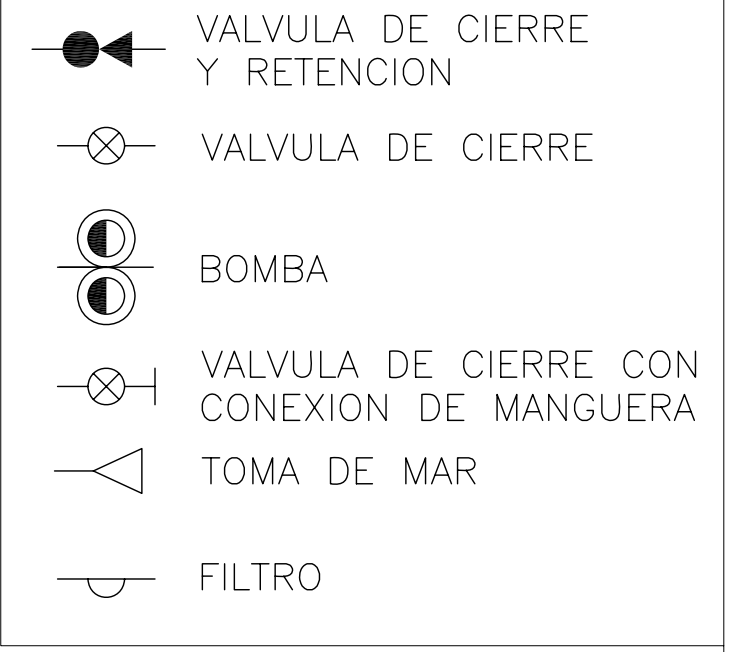 VALVULA DE CIERRE
Y RETENCION
VALVULA DE CIERRE
BOMBA
VALVULA DE CIERRE CON
CONEXION DE MANGUERA
TOMA DE MAR
FILTRO